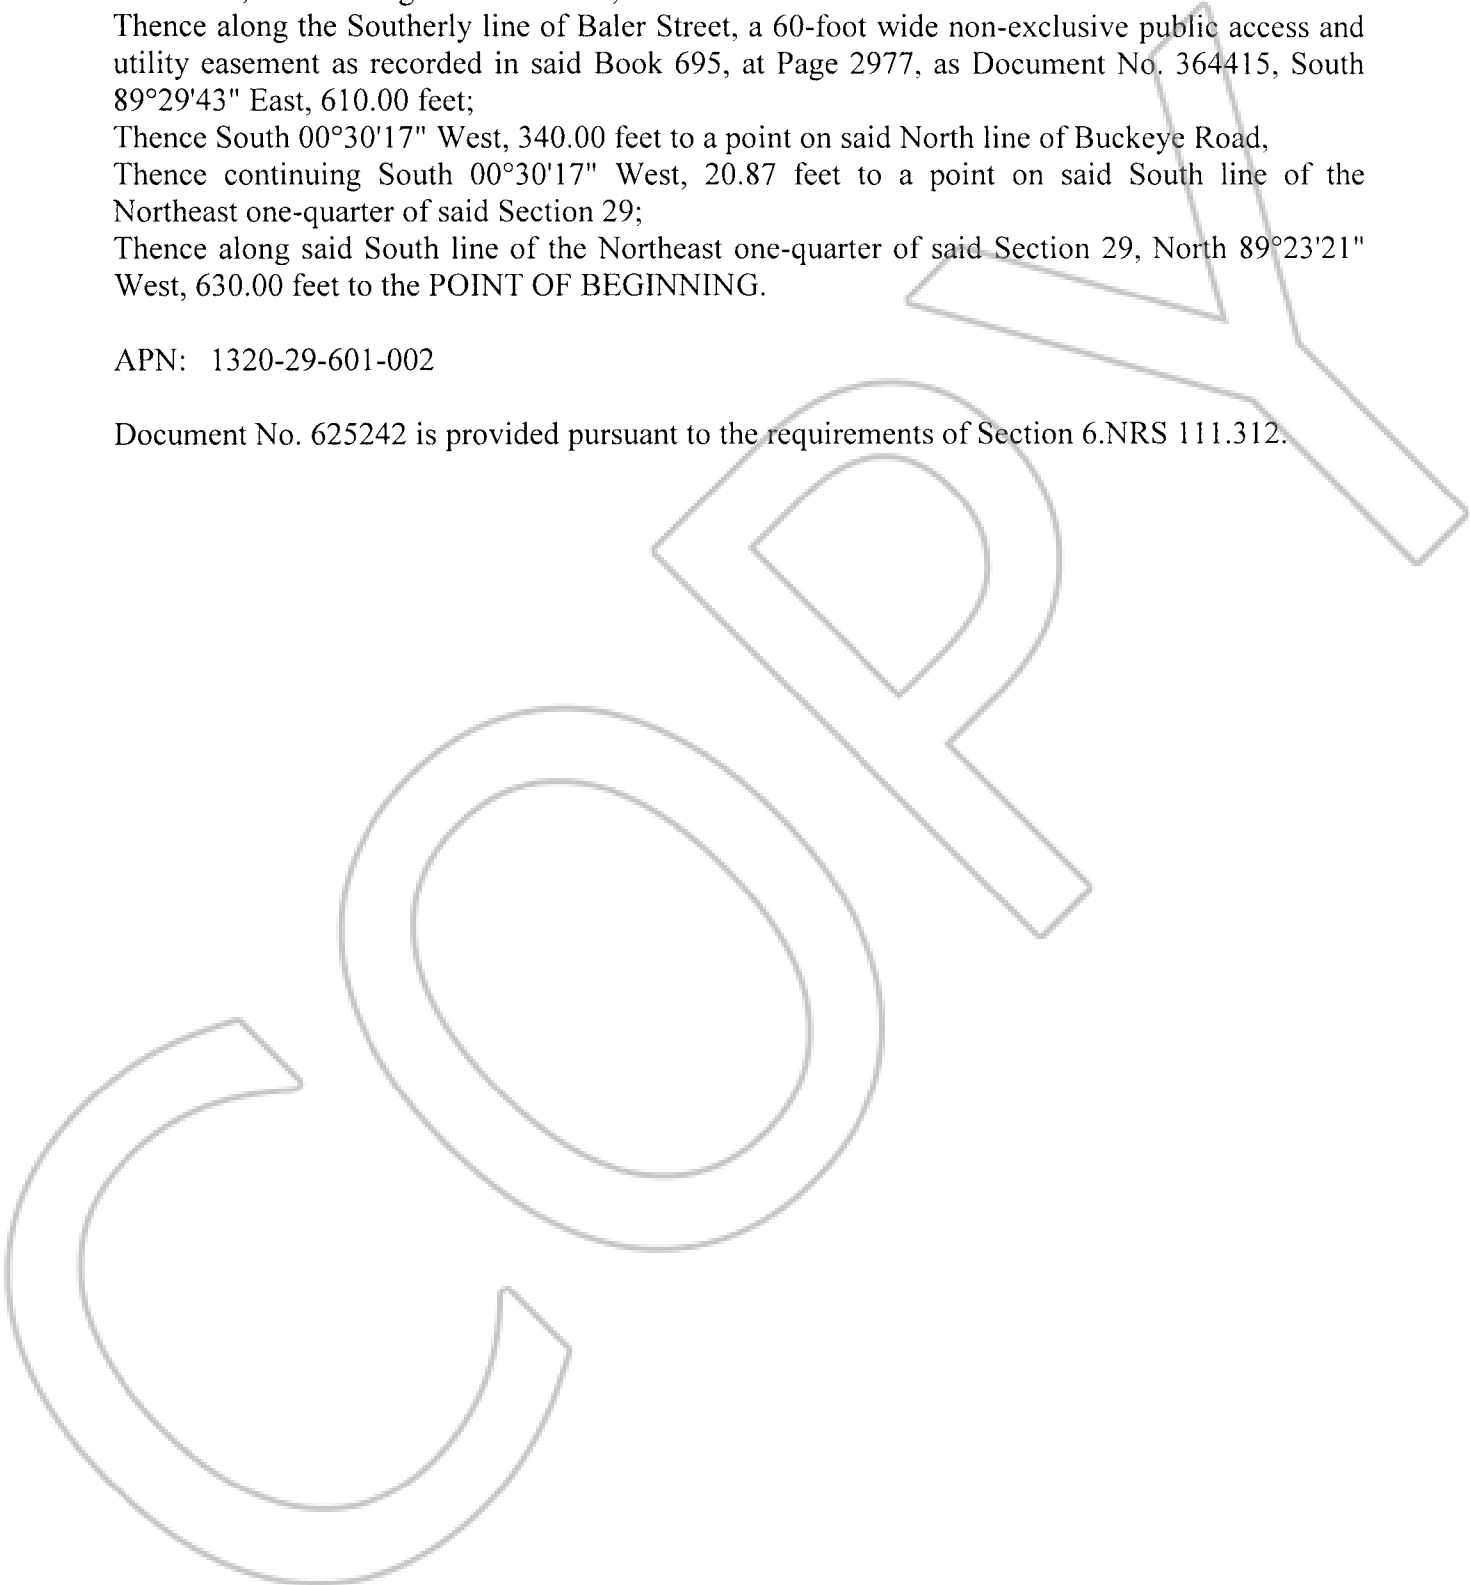 Thence along the Southerly line of Baler Street, a 60-foot wide non-exclusive public access and
utility easement as recorded in said Book 695, at Page 2977, as Document No. 364415, South
89°29'43" East, 610.00 feet;
Thence South 00°30'17" West, 340.00 feet to a point on said North line of Buckeye Road,
Thence continuing South 00°30'17" West, 20.87 feet to a point on said South line of the
Northeast one-quarter of said Section 29;
Thence along said South line of the Northeast one-quarter of said Section 29, North 89°23'21"
West, 630.00 feet to the POINT OF BEGINNING.
APN: 1320-29-601-002
Document No. 625242 is provided pursuant to the requirements of Section 6.NRS 111.312.
COPY